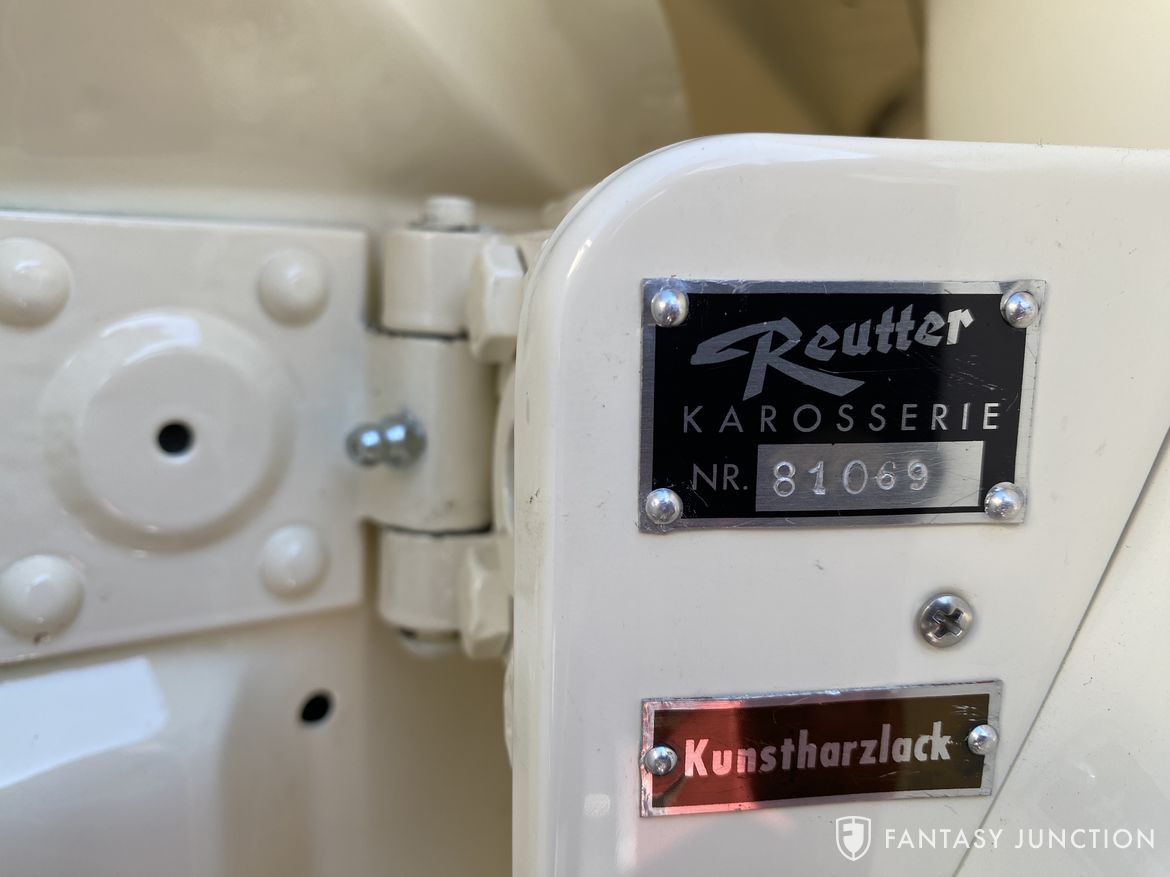 Reutter
KAROSSERIE
NR. 81069
Kunstharzlack
FANTASY JUNCTION